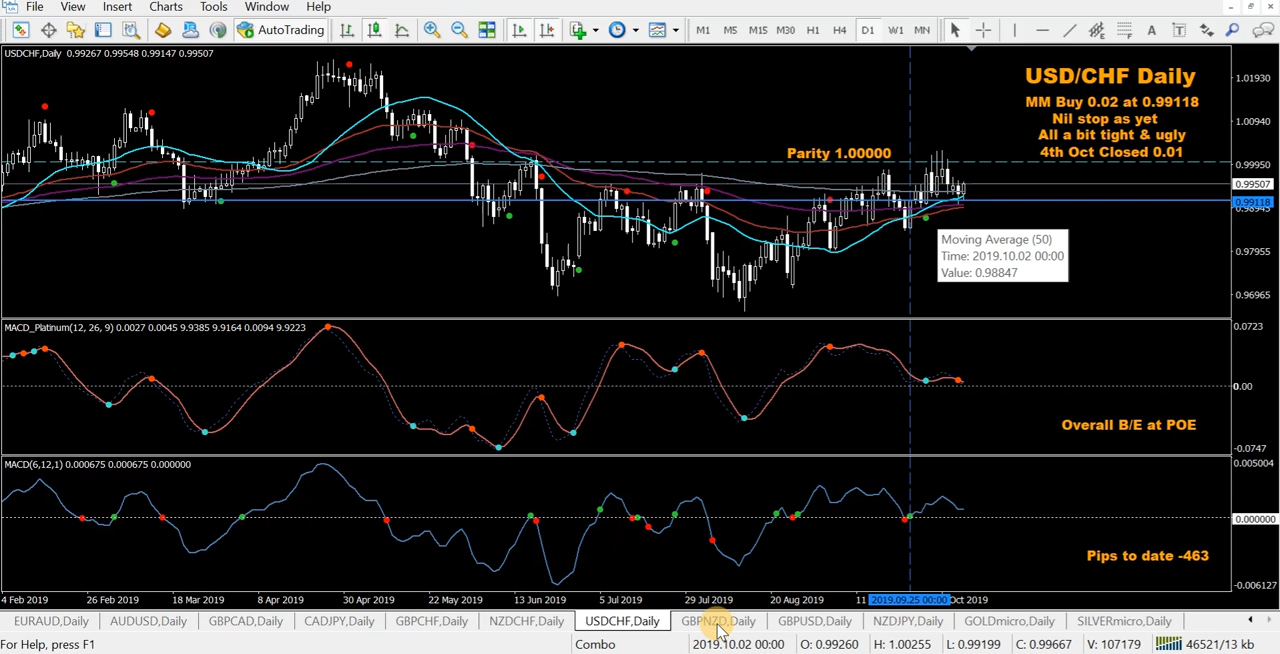 File View Insert Charts Tools Window Help
AutoTrading M1 M5 M15 M30 H1 H4 D1 W1 MN A T
USDCHF,Daily 0.99267 0.99548 0.99147 0.99507
USD/CHF Daily
MM Buy 0.02 at 0.99118
Nil stop as yet
All a bit tight & ugly
4th Oct Closed 0.01
Parity 1.00000
1.01930
1.00940
0.99950
0.99507
0.99118
0.98945
0.97955
0.96965
Moving Average (50)
Time: 2019.10.02 00:00
Value: 0.98847
MACD_Platinum(12, 26, 9) 0.0027 0.0045 9.9385 9.9164 0.0094 9.9223
0.0723
0.00
Overall B/E at POE
-0.0747
MACD(6,12,1) 0.000675 0.000675 0.000000
0.005004
0.000000
Pips to date -463
-0.006127
4 Feb 2019 26 Feb 2019 18 Mar 2019 8 Apr 2019 30 Apr 2019 22 May 2019 13 Jun 2019 5 Jul 2019 29 Jul 2019 20 Aug 2019 11 2019.09.25 00:00 Oct 2019
EURAUD,Daily AUDUSD,Daily GBPCAD,Daily CADJPY,Daily GBPCHF,Daily NZDCHF,Daily USDCHF,Daily GBPNZD,Daily GBPUSD,Daily NZDJPY,Daily GOLDmicro,Daily SILVERmicro,Daily
For Help, press F1 Combo 2019.10.02 00:00 O: 0.99260 H: 1.00255 L: 0.99199 C: 0.99667 V: 107179 46521/13 kb